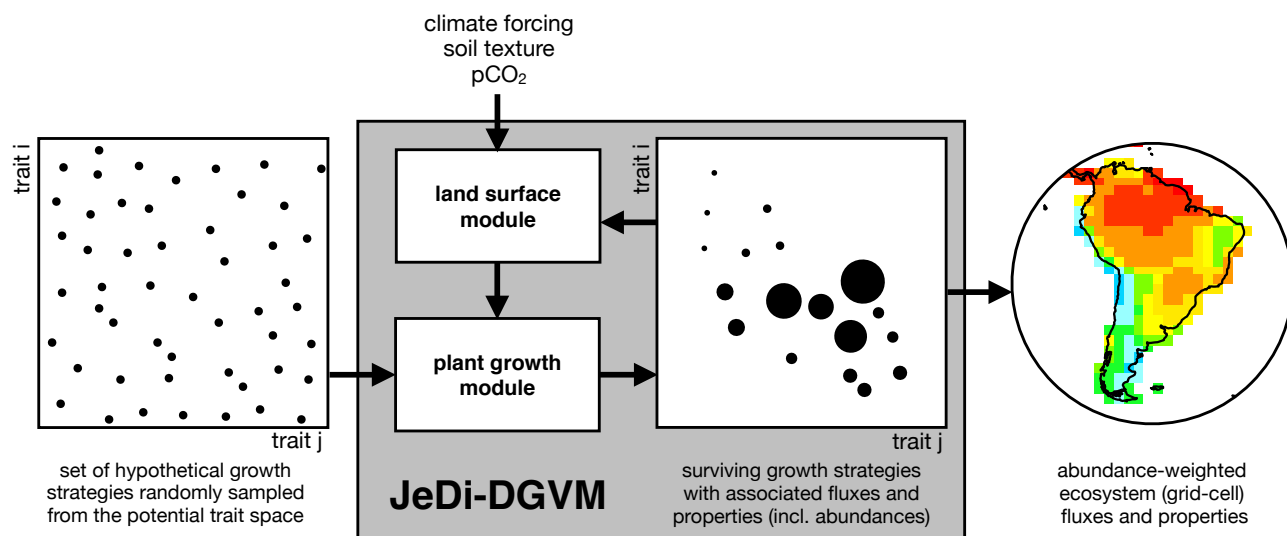 climate forcing
soil texture
pCO₂
trait i
trait j
set of hypothetical growth
strategies randomly sampled
from the potential trait space
land surface
module
plant growth
module
JeDi-DGVM
trait i
trait j
surviving growth strategies
with associated fluxes and
properties (incl. abundances)
abundance-weighted
ecosystem (grid-cell)
fluxes and properties